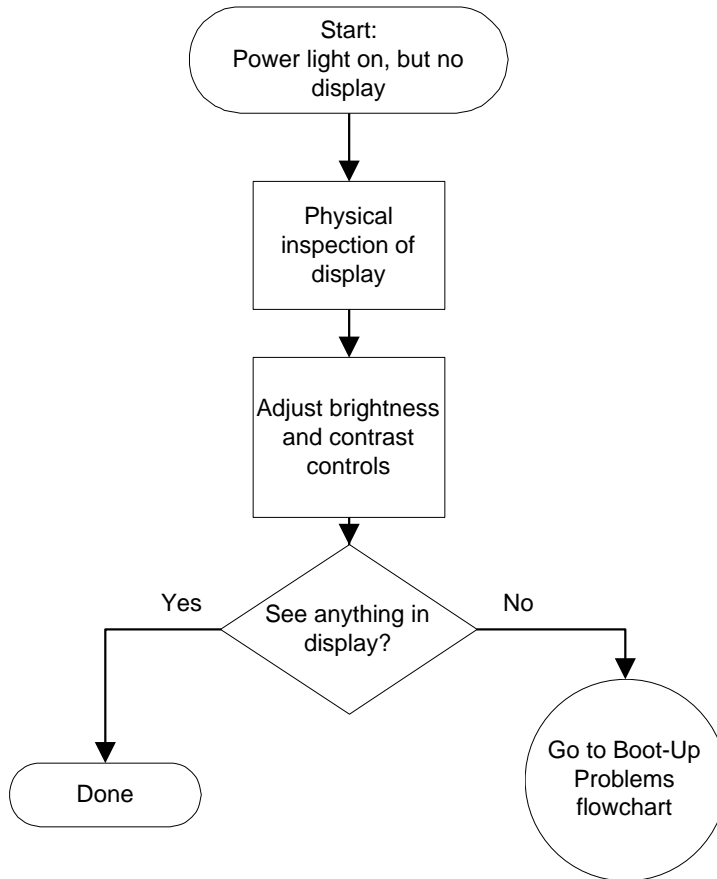 Start:
Power light on, but no
display
Physical
inspection of
display
Adjust brightness
and contrast
controls
See anything in
display?
Yes
No
Done
Go to Boot-Up
Problems
flowchart